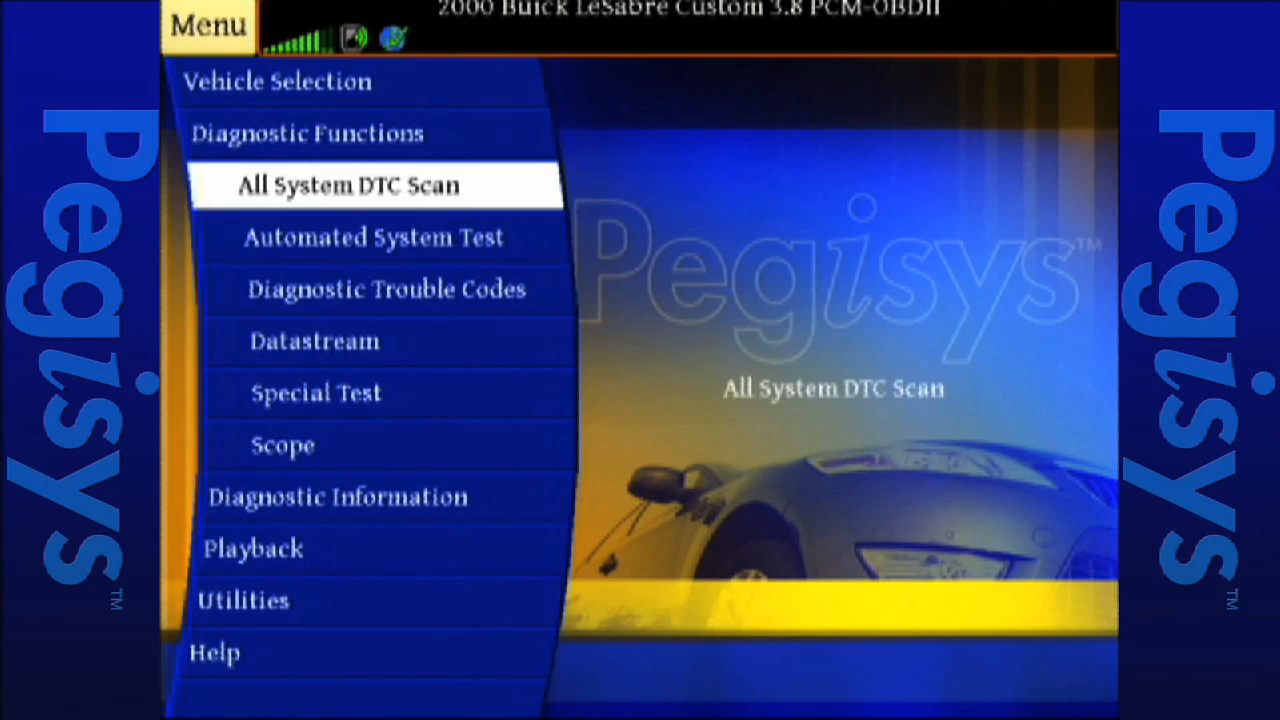 2000 Buick LeSabre Custom 3.8 PCM-OBDII
Menu
Vehicle Selection
Diagnostic Functions
All System DTC Scan
Automated System Test
Diagnostic Trouble Codes
Datastream
Special Test
Scope
Diagnostic Information
Playback
Utilities
Help
Pegisys™
All System DTC Scan
Pegisys™
Pegisys™